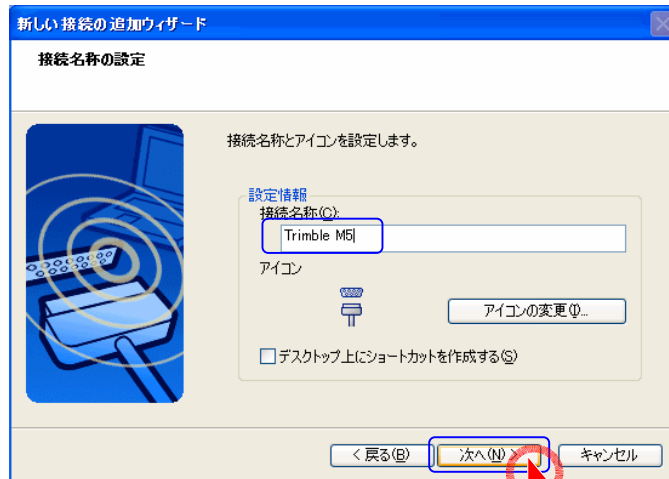 新しい接続の追加ウィザード
接続名称の設定
接続名称とアイコンを設定します。
設定情報
接続名称(C):
Trimble M5
アイコン
アイコンの変更(I)...
デスクトップ上にショートカットを作成する(S)
< 戻る(B)
次へ(N) >
キャンセル